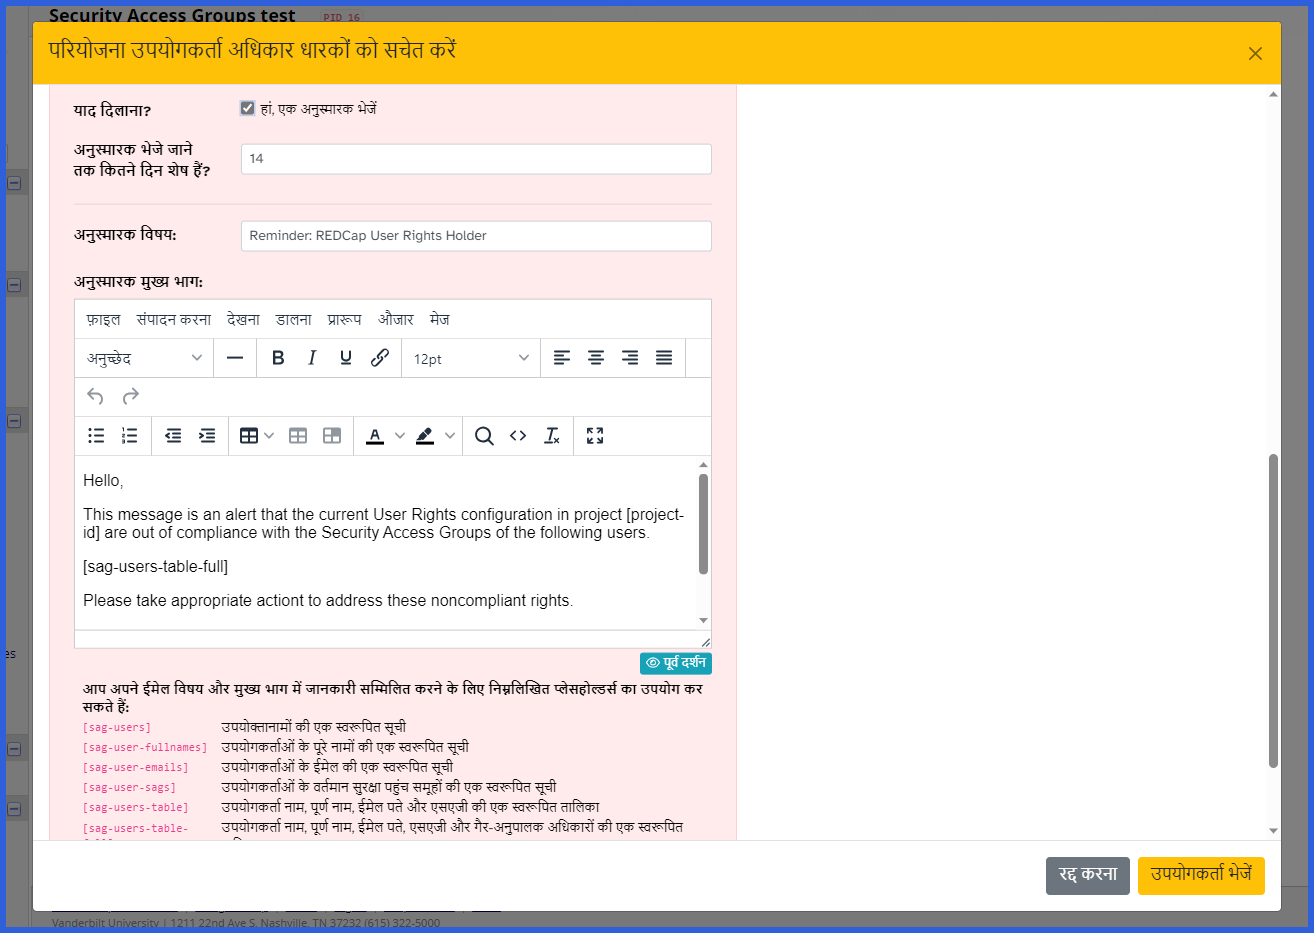 Security Access Groups test PID 16
परियोजना उपयोगकर्ता अधिकार धारकों को सचेत करें
याद दिलाना?
हां, एक अनुस्मारक भेजें
अनुस्मारक भेजे जाने
तक कितने दिन शेष हैं?
14
अनुस्मारक विषय:
Reminder: REDCap User Rights Holder
अनुस्मारक मुख्य भाग:
फ़ाइल संपादन करना देखना डालना प्रारूप औजार मेज
अनुच्छेद
12pt
Hello,
This message is an alert that the current User Rights configuration in project [project-
id] are out of compliance with the Security Access Groups of the following users.
[sag-users-table-full]
Please take appropriate actiont to address these noncompliant rights.
पूर्व दर्शन
आप अपने ईमेल विषय और मुख्य भाग में जानकारी सम्मिलित करने के लिए निम्नलिखित प्लेसहोल्डर्स का उपयोग कर
सकते हैं:
[sag-users] उपयोक्तानामों की एक स्वरूपित सूची
[sag-user-fullnames] उपयोगकर्ताओं के पूरे नामों की एक स्वरूपित सूची
[sag-user-emails] उपयोगकर्ताओं के ईमेल की एक स्वरूपित सूची
[sag-user-sags] उपयोगकर्ताओं के वर्तमान सुरक्षा पहुंच समूहों की एक स्वरूपित सूची
[sag-users-table] उपयोगकर्ता नाम, पूर्ण नाम, ईमेल पते और एसएजी की एक स्वरूपित तालिका
[sag-users-table- उपयोगकर्ता नाम, पूर्ण नाम, ईमेल पते, एसएजी और गैर-अनुपालक अधिकारों की एक स्वरूपित
es
रद्द करना
उपयोगकर्ता भेजें
Vanderbilt University | 1211 22nd Ave S, Nashville, TN 37232 (615) 322-5000